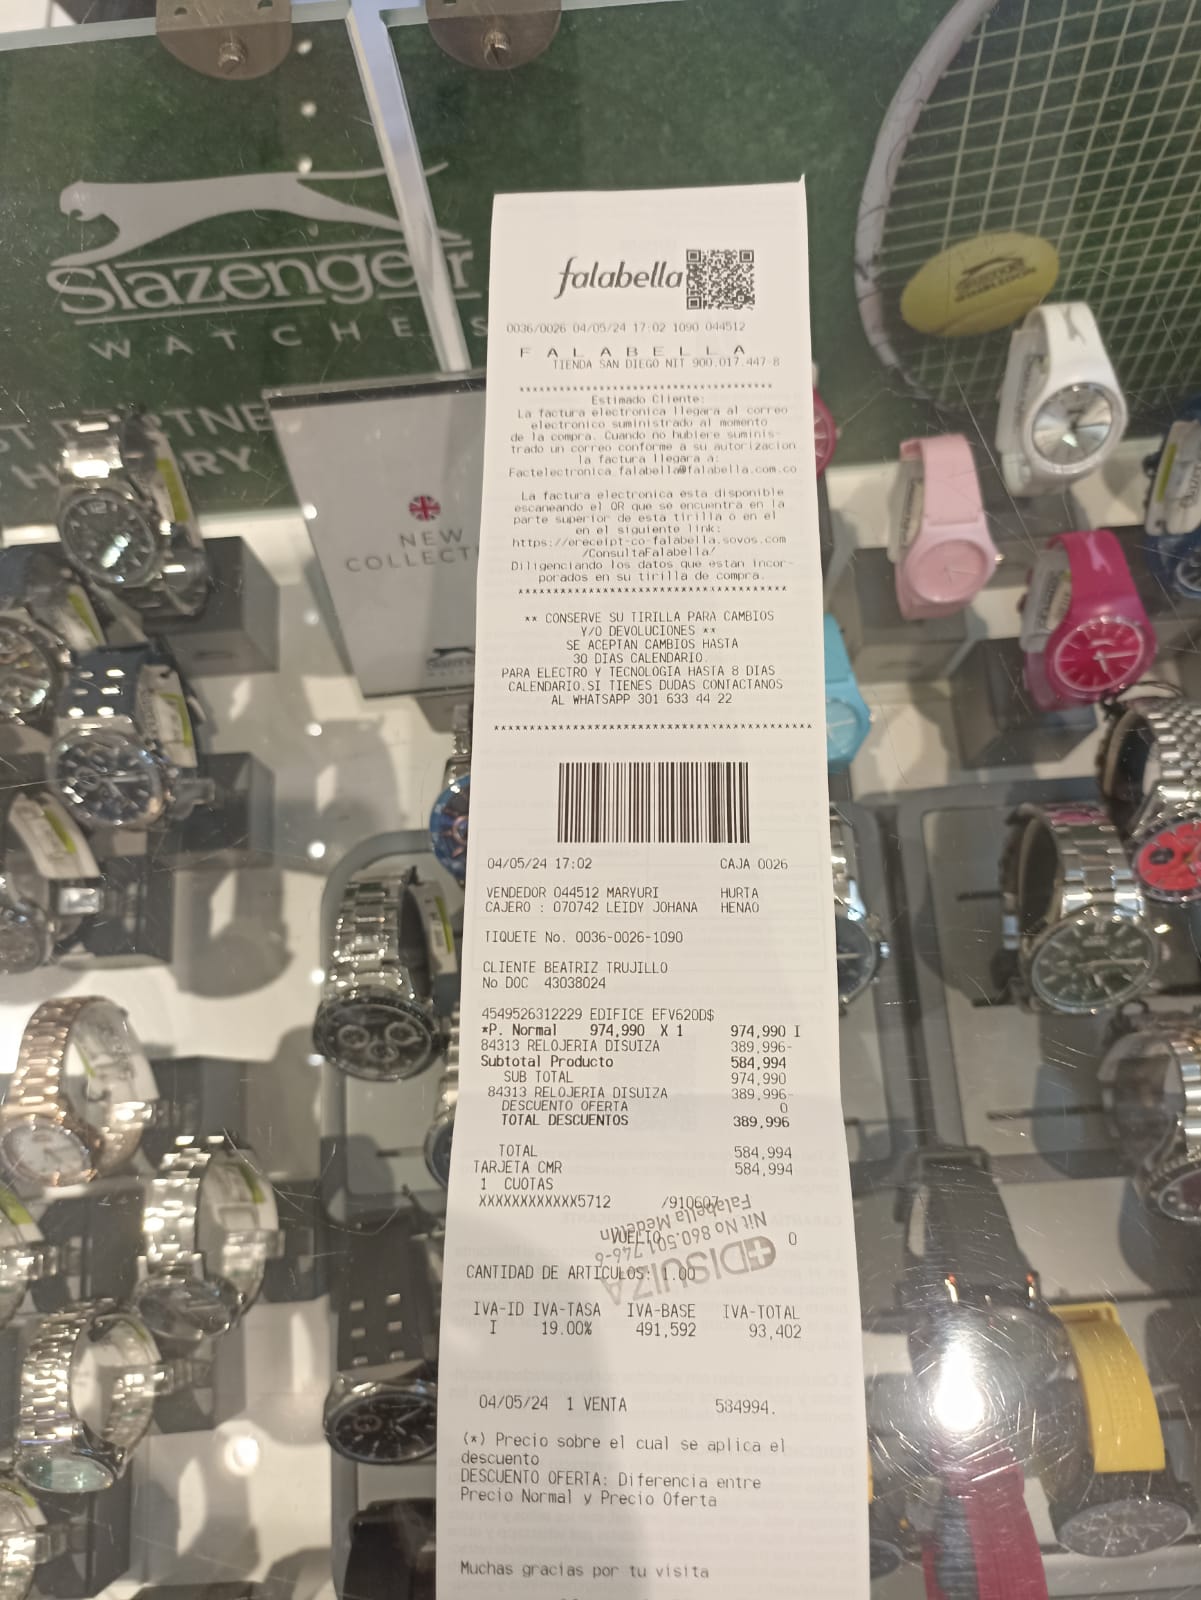 Slazenger
WATCHES
NEW
COLLECT
falabella
0036/0026 04/05/24 17:02 1090 044512
F A L A B E L L A
TIENDA SAN DIEGO NIT 900.017.447-8
Estimado Cliente:
La factura electronica llegara al correo
electronico suministrado al momento
de la compra. Cuando no hubiere suminis-
trado un correo conforme a su autorizacion
la factura llegara a:
Factelectronica_falabella@falabella.com.co
La factura electronica esta disponible
escaneando el QR que se encuentra en la
parte superior de esta tirilla o en el
en el siguiente link:
https://ereceipt-co-falabella.sovos.com
/ConsultaFalabella/
Diligenciando los datos que estan incor-
porados en su tirilla de compra.
** CONSERVE SU TIRILLA PARA CAMBIOS
Y/O DEVOLUCIONES **
SE ACEPTAN CAMBIOS HASTA
30 DIAS CALENDARIO.
PARA ELECTRO Y TECNOLOGIA HASTA 8 DIAS
CALENDARIO.SI TIENES DUDAS CONTACTANOS
AL WHATSAPP 301 633 44 22
04/05/24 17:02 CAJA 0026
VENDEDOR 044512 MARYURI HURTA
CAJERO : 070742 LEIDY JOHANA HENAO
TIQUETE No. 0036-0026-1090
CLIENTE BEATRIZ TRUJILLO
No DOC 43038024
4549526312229 EDIFICE EFV620D$
*P. Normal 974,990 X 1 974,990 I
84313 RELOJERIA DISUIZA 389,996-
Subtotal Producto 584,994
SUB TOTAL 974,990
84313 RELOJERIA DISUIZA 389,996-
DESCUENTO OFERTA 0
TOTAL DESCUENTOS 389,996
TOTAL 584,994
TARJETA CMR 584,994
1 CUOTAS
XXXXXXXXXXXX5712 /910607
VUELTO 0
Falabella Medellin
Nit No 860.501.746-6
DISUIZA
CANTIDAD DE ARTICULOS: 1.00
IVA-ID IVA-TASA IVA-BASE IVA-TOTAL
I 19.00% 491,592 93,402
04/05/24 1 VENTA 584994.
(*) Precio sobre el cual se aplica el
descuento
DESCUENTO OFERTA: Diferencia entre
Precio Normal y Precio Oferta
Muchas gracias por tu visita